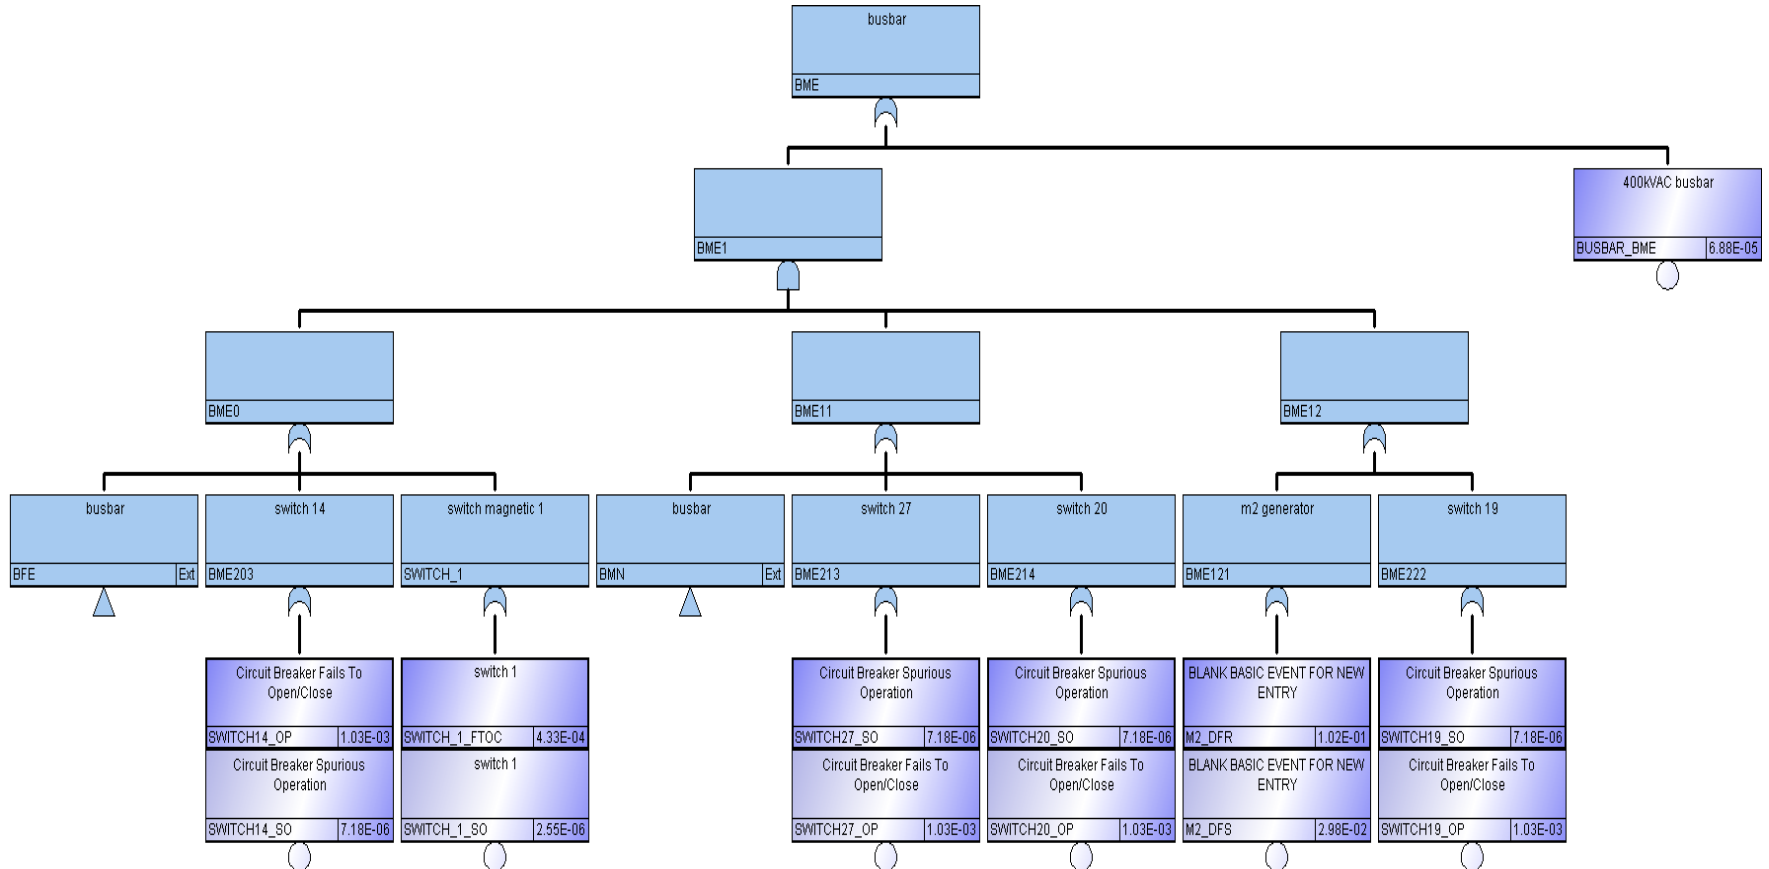 busbar
BME
BME1
400kVAC busbar
BUSBAR_BME 6.88E-05
BME0
BME11
BME12
busbar
BFE Ext
switch 14
BME203
switch magnetic 1
SWITCH_1
busbar
BMN Ext
switch 27
BME213
switch 20
BME214
m2 generator
BME121
switch 19
BME222
Circuit Breaker Fails To
Open/Close
SWITCH14_OP 1.03E-03
Circuit Breaker Spurious
Operation
SWITCH14_SO 7.18E-06
switch 1
SWITCH_1_FTOC 4.33E-04
switch 1
SWITCH_1_SO 2.55E-06
Circuit Breaker Spurious
Operation
SWITCH27_SO 7.18E-06
Circuit Breaker Fails To
Open/Close
SWITCH27_OP 1.03E-03
Circuit Breaker Spurious
Operation
SWITCH20_SO 7.18E-06
Circuit Breaker Fails To
Open/Close
SWITCH20_OP 1.03E-03
BLANK BASIC EVENT FOR NEW
ENTRY
M2_DFR 1.02E-01
BLANK BASIC EVENT FOR NEW
ENTRY
M2_DFS 2.98E-02
Circuit Breaker Spurious
Operation
SWITCH19_SO 7.18E-06
Circuit Breaker Fails To
Open/Close
SWITCH19_OP 1.03E-03